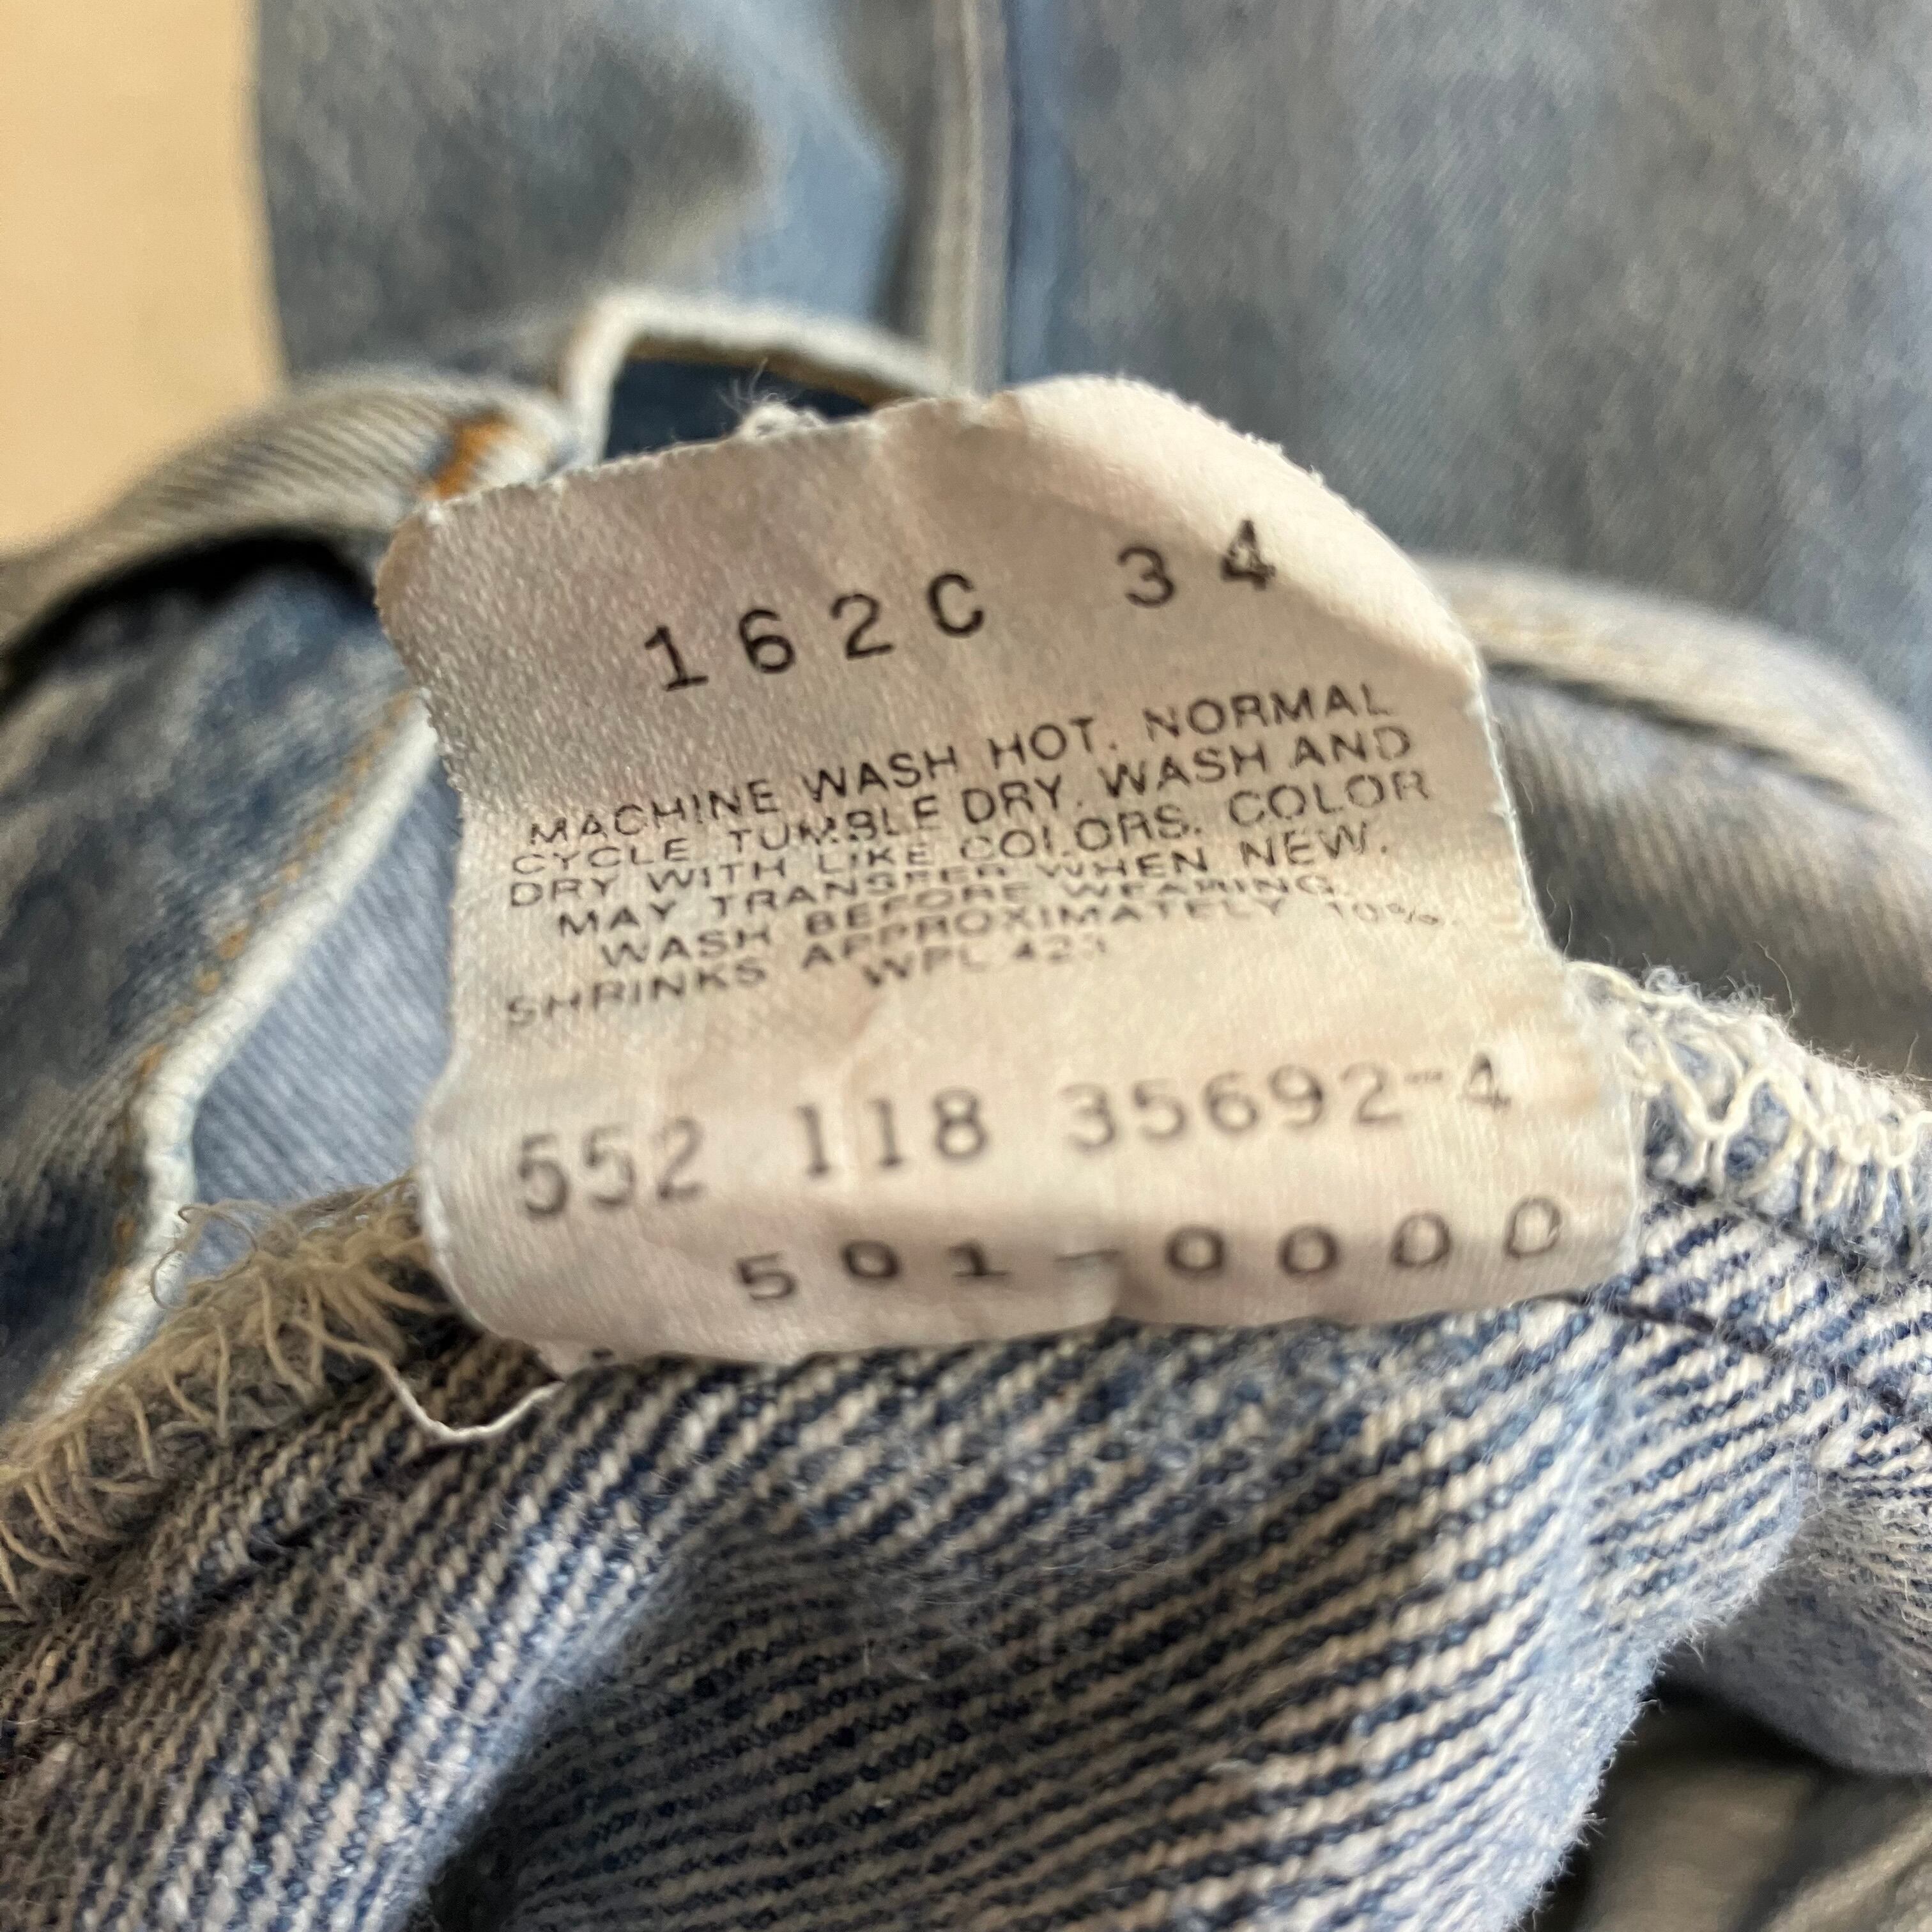 162C 34
MACHINE WASH HOT. NORMAL
CYCLE TUMBLE DRY. WASH AND
DRY WITH LIKE COLORS. COLOR
MAY TRANSFER WHEN NEW.
WASH BEFORE WEARING.
SHRINKS APPROXIMATELY 10%.
WPL 423
552 118 35692-4
501-0000